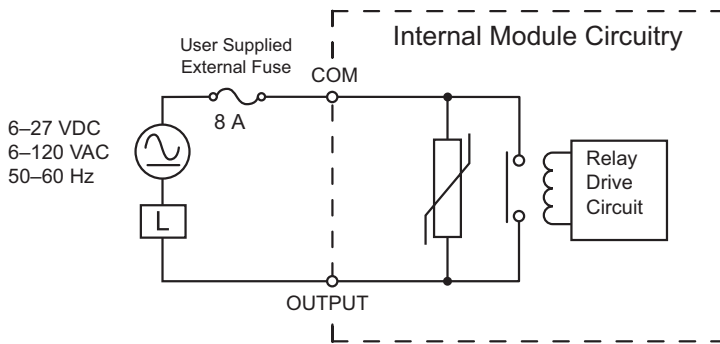 Internal Module Circuitry
User Supplied
External Fuse
COM
8 A
6–27 VDC
6–120 VAC
50–60 Hz
L
Relay
Drive
Circuit
OUTPUT